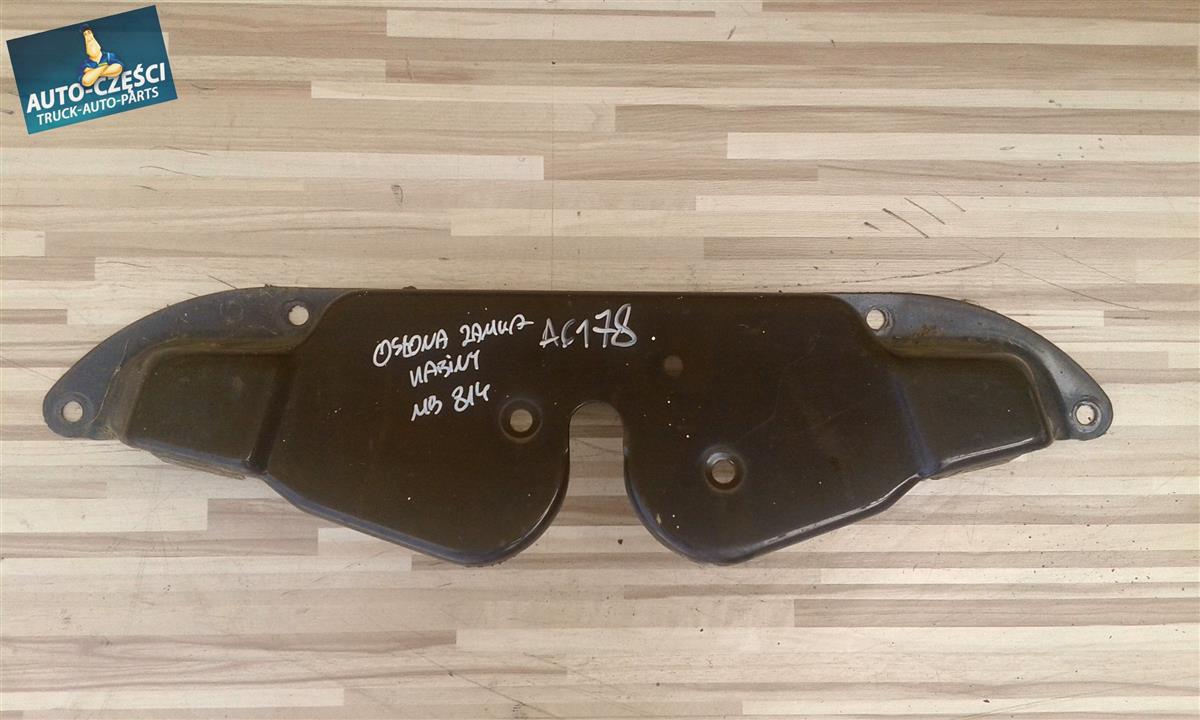 AUTO-CZĘŚCI
TRUCK-AUTO-PARTS
OSŁONA ZAMKA AC178
KABINY
MB 814